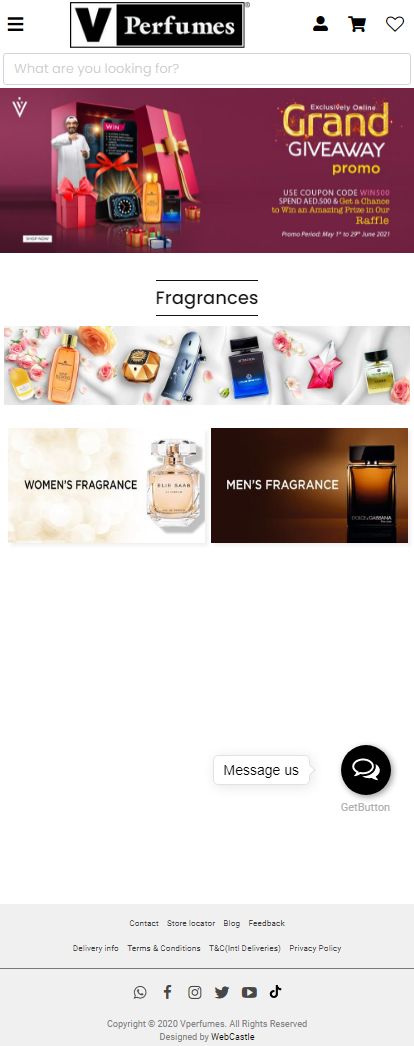 V Perfumes®
What are you looking for?
WIN
Exclusively Online
Grand
GIVEAWAY
promo
USE COUPON CODE WIN500
SPEND AED.500 & Get a Chance
to Win an Amazing Prize in Our
Raffle
Promo Period: May 1st to 29th June 2021
SHOP NOW
Fragrances
WOMEN'S FRAGRANCE
ELIE SAAB
MEN'S FRAGRANCE
DOLCE&GABBANA
Message us
GetButton
Contact Store locator Blog Feedback
Delivery info Terms & Conditions T&C(Intl Deliveries) Privacy Policy
Copyright © 2020 Vperfumes. All Rights Reserved
Designed by WebCastle